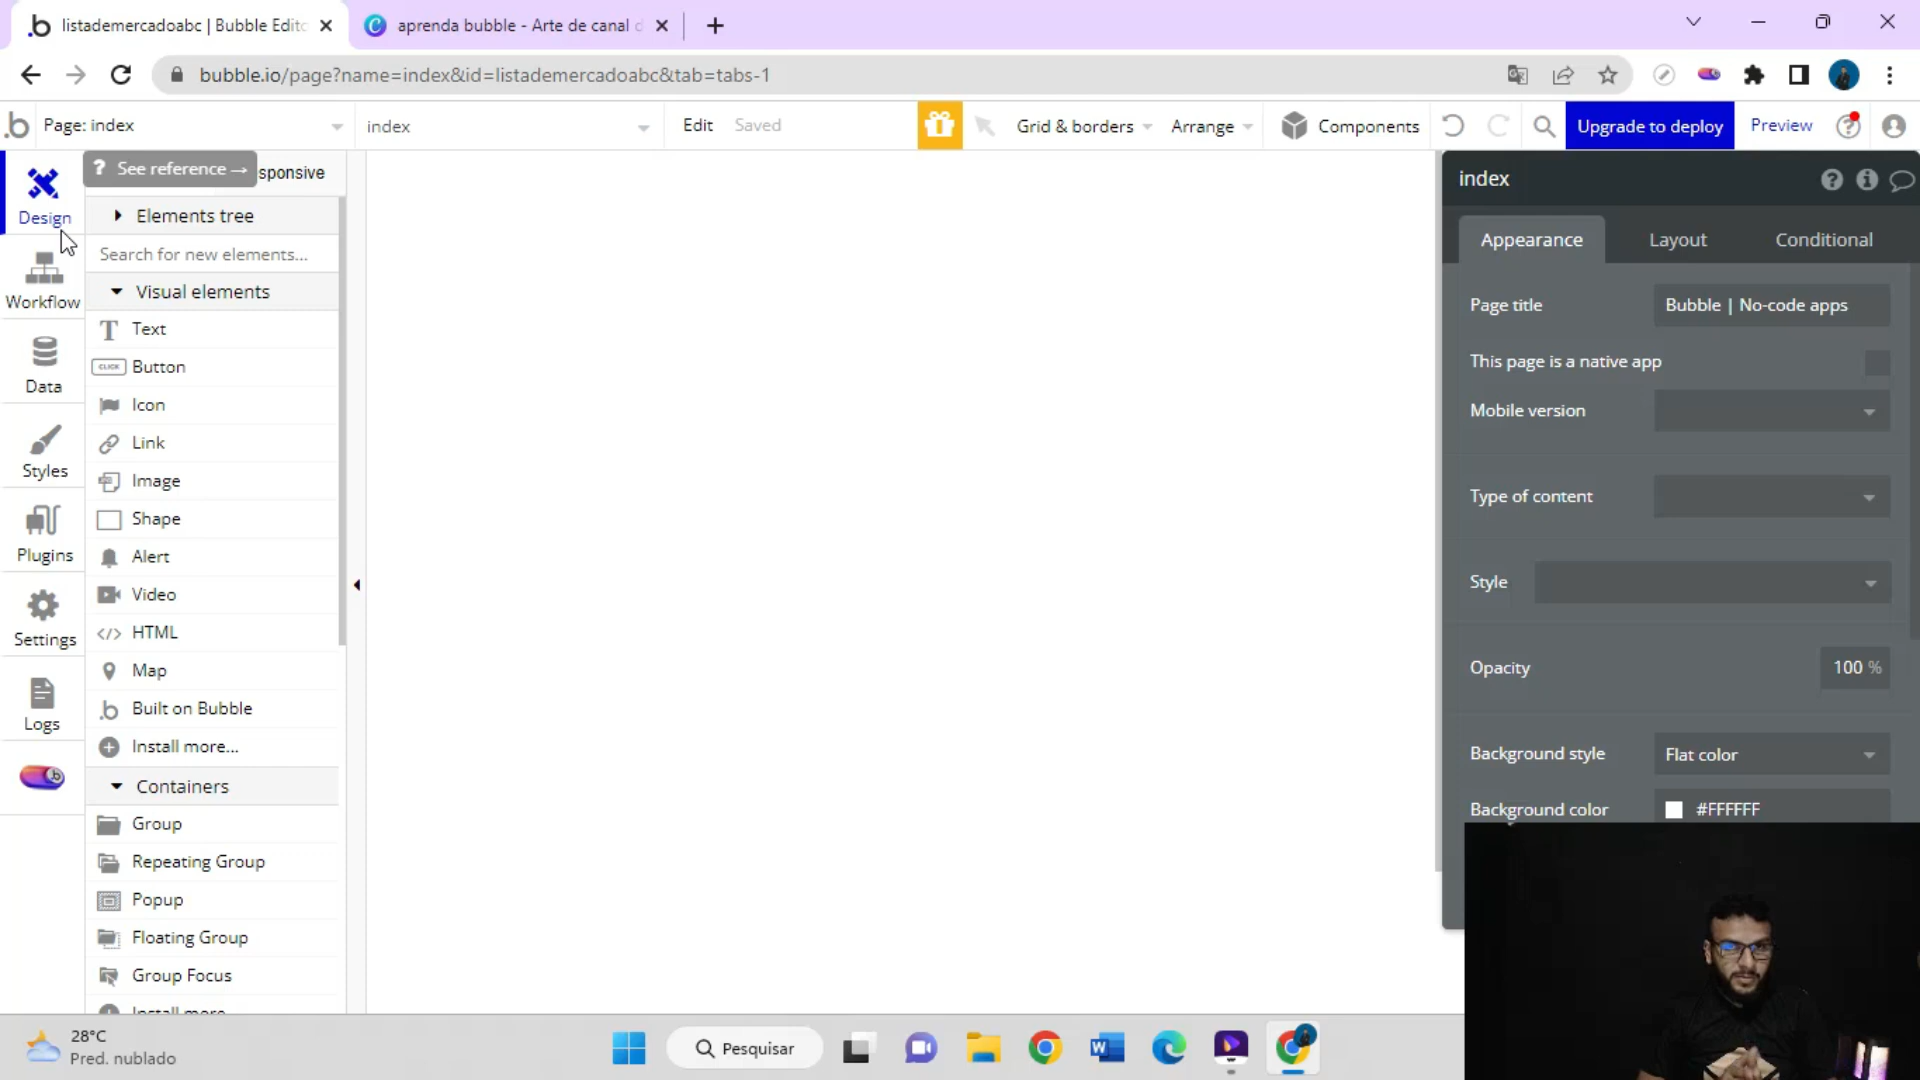 listademercadoabc | Bubble Edito
aprenda bubble - Arte de canal d
bubble.io/page?name=index&id=listademercadoabc&tab=tabs-1
Page: index
index
Edit
Saved
Grid & borders
Arrange
Components
Upgrade to deploy
Preview
Design
Workflow
Data
Styles
Plugins
Settings
Logs
? See reference →
sponsive
Elements tree
Search for new elements...
Visual elements
Text
CLICK Button
Icon
Link
Image
Shape
Alert
Video
</> HTML
Map
Built on Bubble
Install more...
Containers
Group
Repeating Group
Popup
Floating Group
Group Focus
Install more
index
Appearance
Layout
Conditional
Page title
Bubble | No-code apps
This page is a native app
Mobile version
Type of content
Style
Opacity
100 %
Background style
Flat color
Background color
#FFFFFF
28°C
Pred. nublado
Pesquisar